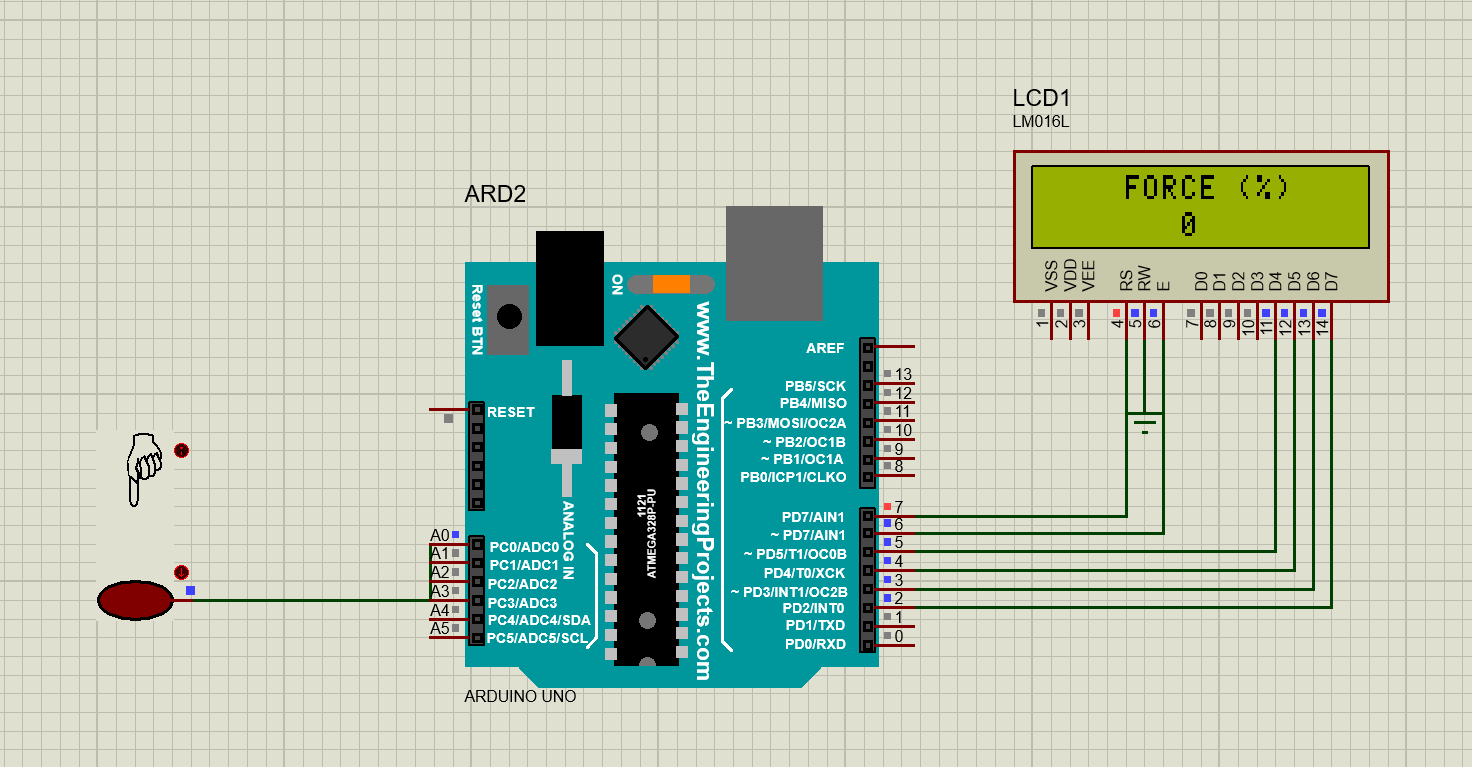 LCD1
LM016L
FORCE (%)
0
VSS
VDD
VEE
RS
RW
E
D0
D1
D2
D3
D4
D5
D6
D7
1
2
3
4
5
6
7
8
9
10
11
12
13
14
ARD2
Reset BTN
ON
www.TheEngineeringProjects.com
RESET
ANALOG IN
1121
ATMEGA328P-PU
A0
A1
A2
A3
A4
A5
PC0/ADC0
PC1/ADC1
PC2/ADC2
PC3/ADC3
PC4/ADC4/SDA
PC5/ADC5/SCL
AREF
PB5/SCK 13
PB4/MISO 12
~ PB3/MOSI/OC2A 11
~ PB2/OC1B 10
~ PB1/OC1A 9
PB0/ICP1/CLKO 8
PD7/AIN1 7
~ PD7/AIN1 6
~ PD5/T1/OC0B 5
PD4/T0/XCK 4
~ PD3/INT1/OC2B 3
PD2/INT0 2
PD1/TXD 1
PD0/RXD 0
ARDUINO UNO